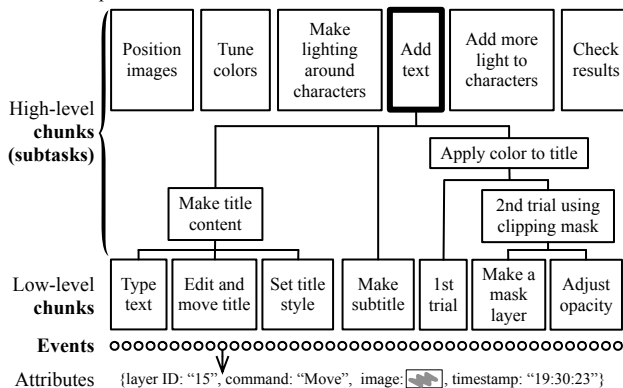 Position images
Tune colors
Make lighting around characters
Add text
Add more light to characters
Check results
High-level
chunks
(subtasks)
Apply color to title
Make title content
2nd trial using clipping mask
Low-level
chunks
Type text
Edit and move title
Set title style
Make subtitle
1st trial
Make a mask layer
Adjust opacity
Events
Attributes {layer ID: “15”, command: “Move”, image: , timestamp: “19:30:23”}